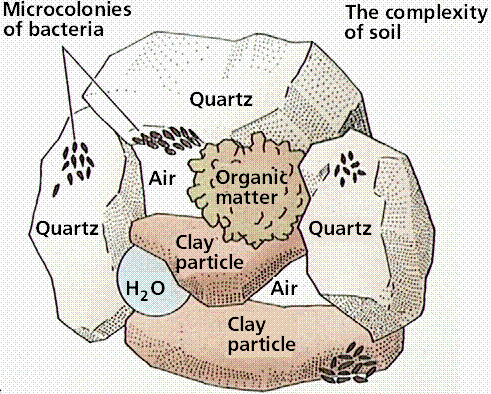 Microcolonies
of bacteria
The complexity
of soil
Quartz
Air
Organic
matter
Quartz
Quartz
Clay
particle
H₂O
Air
Clay
particle